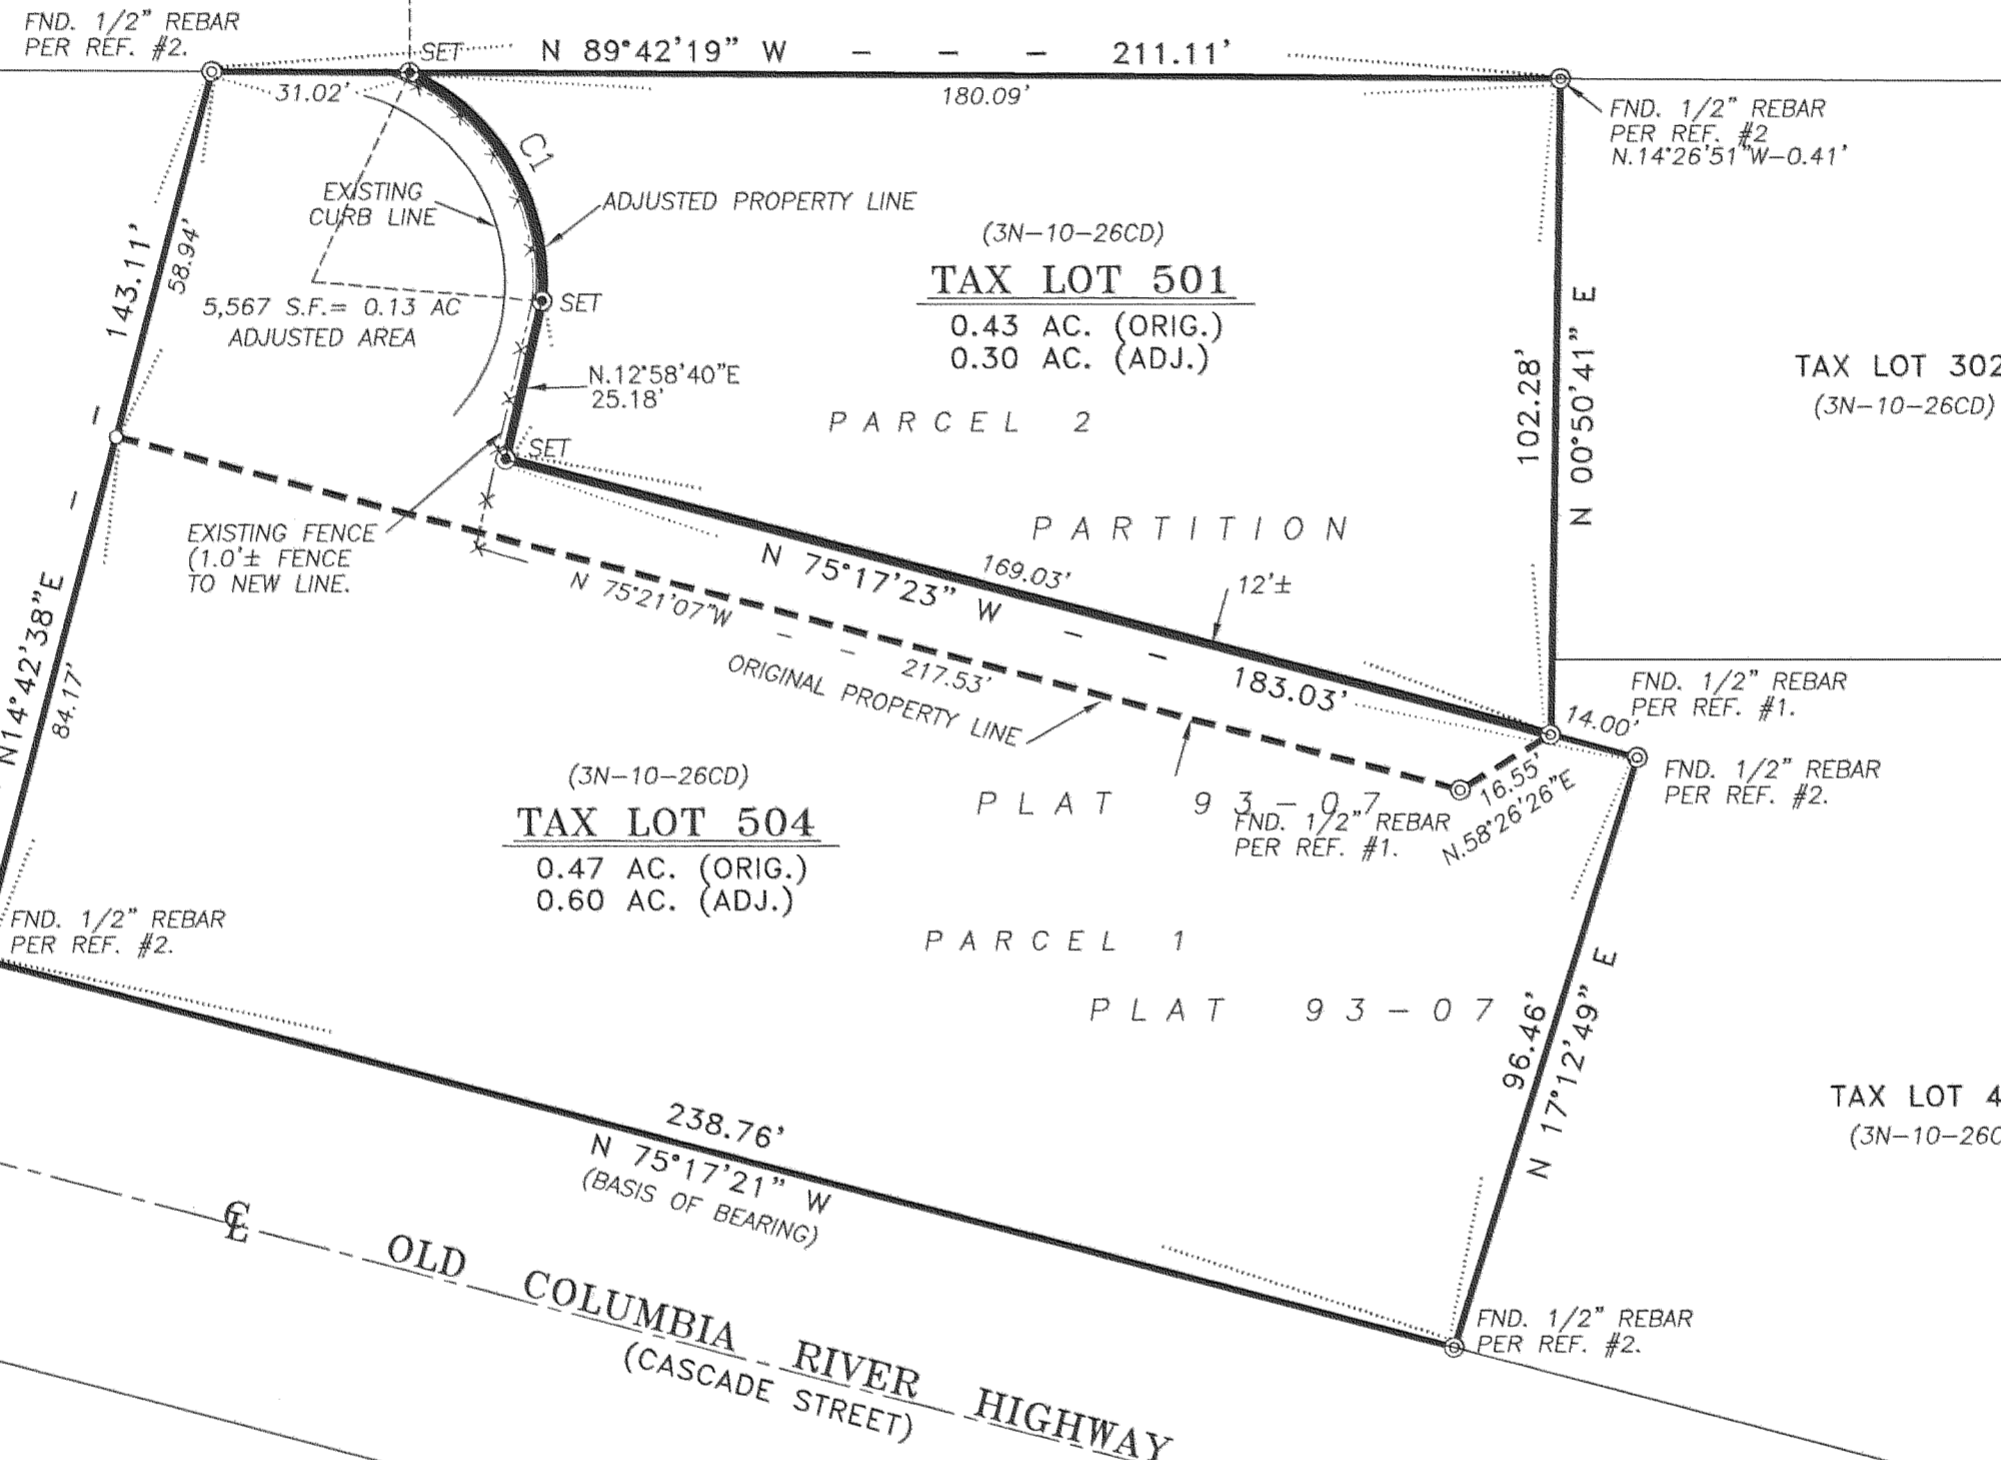 FND. 1/2" REBAR
PER REF. #2.
SET
N 89°42'19" W - - - 211.11'
31.02'
180.09'
FND. 1/2" REBAR
PER REF. #2
N.14°26'51"W-0.41'
C1
EXISTING
CURB LINE
ADJUSTED PROPERTY LINE
143.11'
58.94'
(3N-10-26CD)
TAX LOT 501
0.43 AC. (ORIG.)
0.30 AC. (ADJ.)
5,567 S.F.= 0.13 AC
ADJUSTED AREA
SET
N.12°58'40"E
25.18'
PARCEL 2
102.28'
N 00°50'41" E
TAX LOT 302
(3N-10-26CD)
SET
EXISTING FENCE
(1.0'± FENCE
TO NEW LINE.
PARTITION
N 75°17'23" W - - 183.03'
169.03'
12'±
N 75°21'07"W - - 217.53'
ORIGINAL PROPERTY LINE
N14°42'38"E - -
84.17'
FND. 1/2" REBAR
PER REF. #1.
14.00'
FND. 1/2" REBAR
PER REF. #2.
16.55'
N.58°26'26"E
(3N-10-26CD)
TAX LOT 504
0.47 AC. (ORIG.)
0.60 AC. (ADJ.)
PLAT 93-07
FND. 1/2" REBAR
PER REF. #1.
FND. 1/2" REBAR
PER REF. #2.
PARCEL 1
PLAT 93-07
96.46'
N 17°12'49" E
TAX LOT 4
(3N-10-26C
238.76'
N 75°17'21" W
(BASIS OF BEARING)
CL
OLD COLUMBIA RIVER HIGHWAY
(CASCADE STREET)
FND. 1/2" REBAR
PER REF. #2.